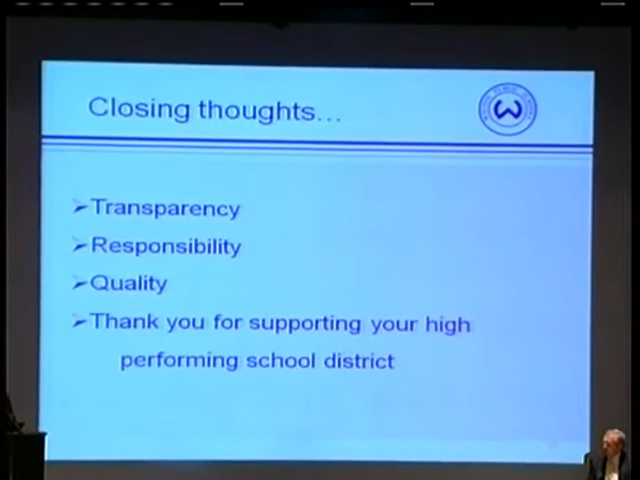 Closing thoughts...
➢Transparency
➢Responsibility
➢Quality
➢Thank you for supporting your high
performing school district